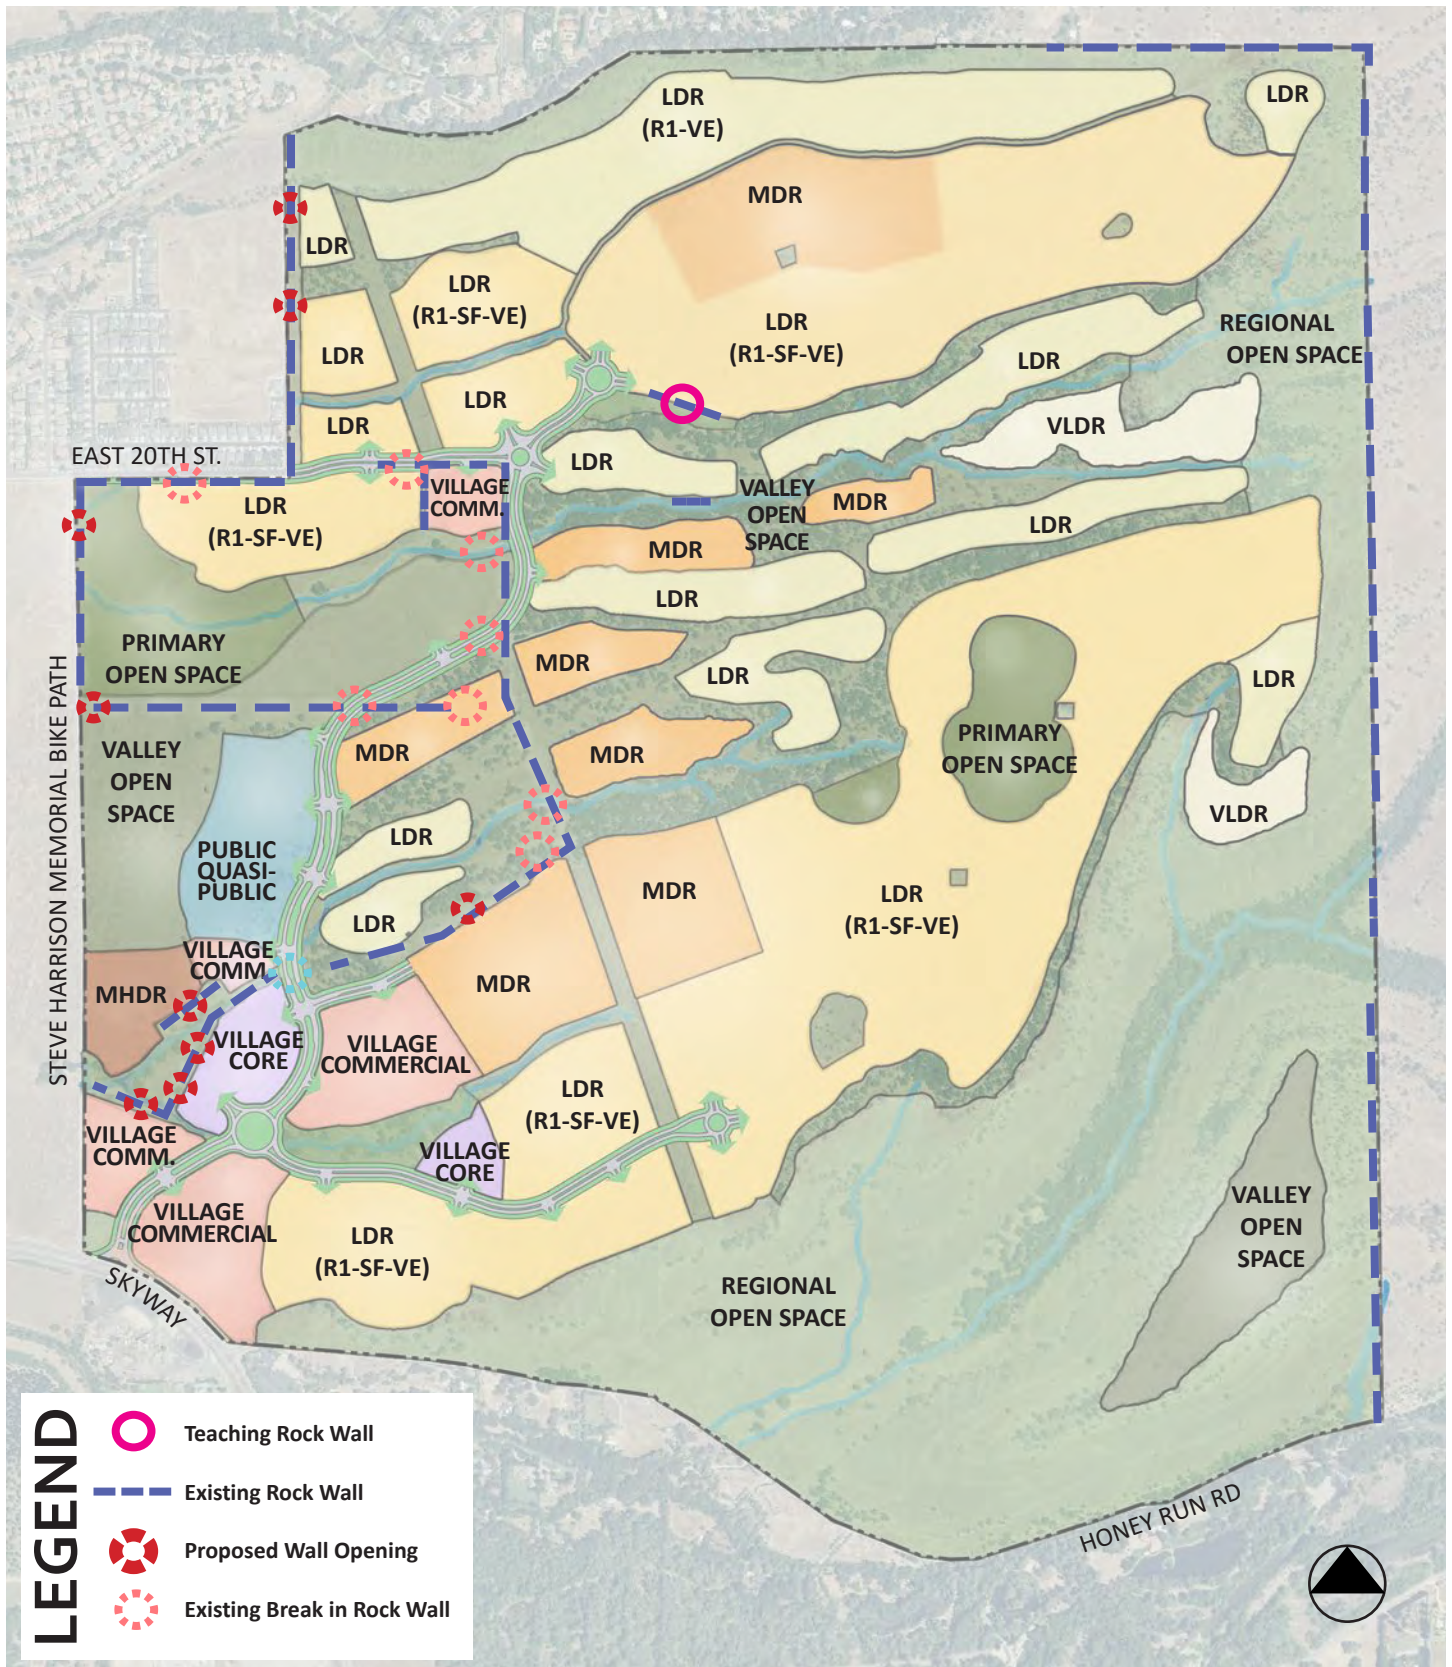 LDR
(R1-VE)
LDR
MDR
LDR
LDR
(R1-SF-VE)
LDR
(R1-SF-VE)
REGIONAL
OPEN SPACE
LDR
LDR
LDR
VLDR
LDR
EAST 20TH ST.
LDR
VILLAGE
COMM.
VALLEY
OPEN
SPACE
MDR
LDR
(R1-SF-VE)
LDR
MDR
LDR
PRIMARY
OPEN SPACE
MDR
LDR
LDR
STEVE HARRISON MEMORIAL BIKE PATH
VALLEY
OPEN
SPACE
MDR
MDR
PRIMARY
OPEN SPACE
VLDR
LDR
PUBLIC
QUASI-
PUBLIC
MDR
LDR
(R1-SF-VE)
LDR
VILLAGE
COMM.
MHDR
MDR
VILLAGE
CORE
VILLAGE
COMMERCIAL
LDR
(R1-SF-VE)
VILLAGE
COMM.
VILLAGE
CORE
VILLAGE
COMMERCIAL
LDR
(R1-SF-VE)
VALLEY
OPEN
SPACE
SKYWAY
REGIONAL
OPEN SPACE
HONEY RUN RD
LEGEND
Teaching Rock Wall
Existing Rock Wall
Proposed Wall Opening
Existing Break in Rock Wall